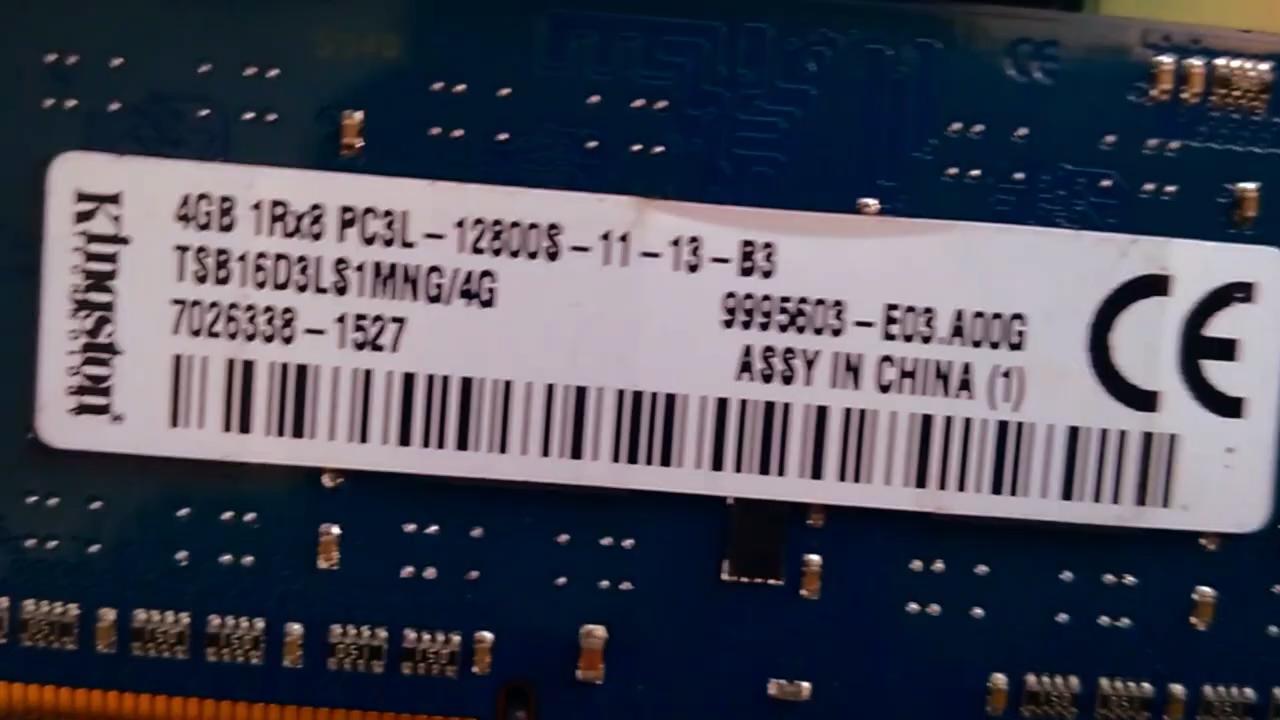 Kingston
4GB 1Rx8 PC3L-12800S-11-13-B3
TSB16D3LS1MNG/4G
7026338-1527
9995603-E03.A00G
ASSY IN CHINA (1)
CE